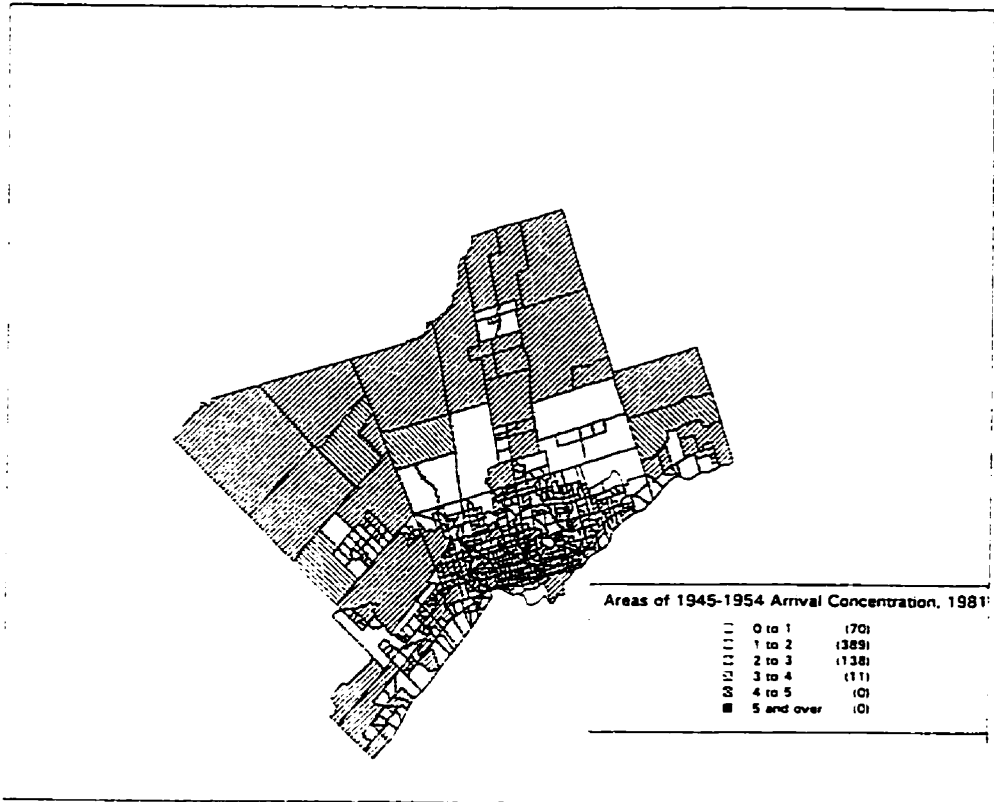 Areas of 1945-1954 Arrival Concentration, 1981
0 to 1 (70)
1 to 2 (389)
2 to 3 (138)
3 to 4 (11)
4 to 5 (0)
5 and over (0)